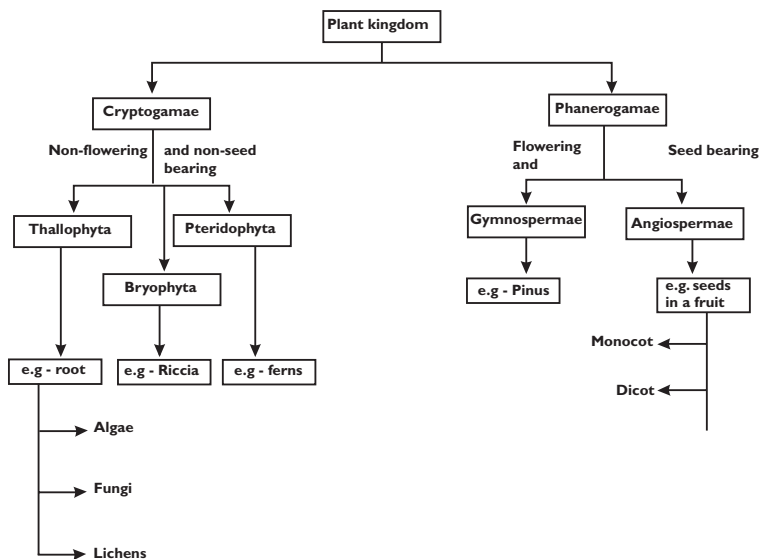 Plant kingdom
Cryptogamae
Phanerogamae
Non-flowering
and non-seed
bearing
Flowering
and
Seed bearing
Thallophyta
Pteridophyta
Bryophyta
Gymnospermae
Angiospermae
e.g - Pinus
e.g. seeds
in a fruit
e.g - root
e.g - Riccia
e.g - ferns
Monocot
Dicot
Algae
Fungi
Lichens